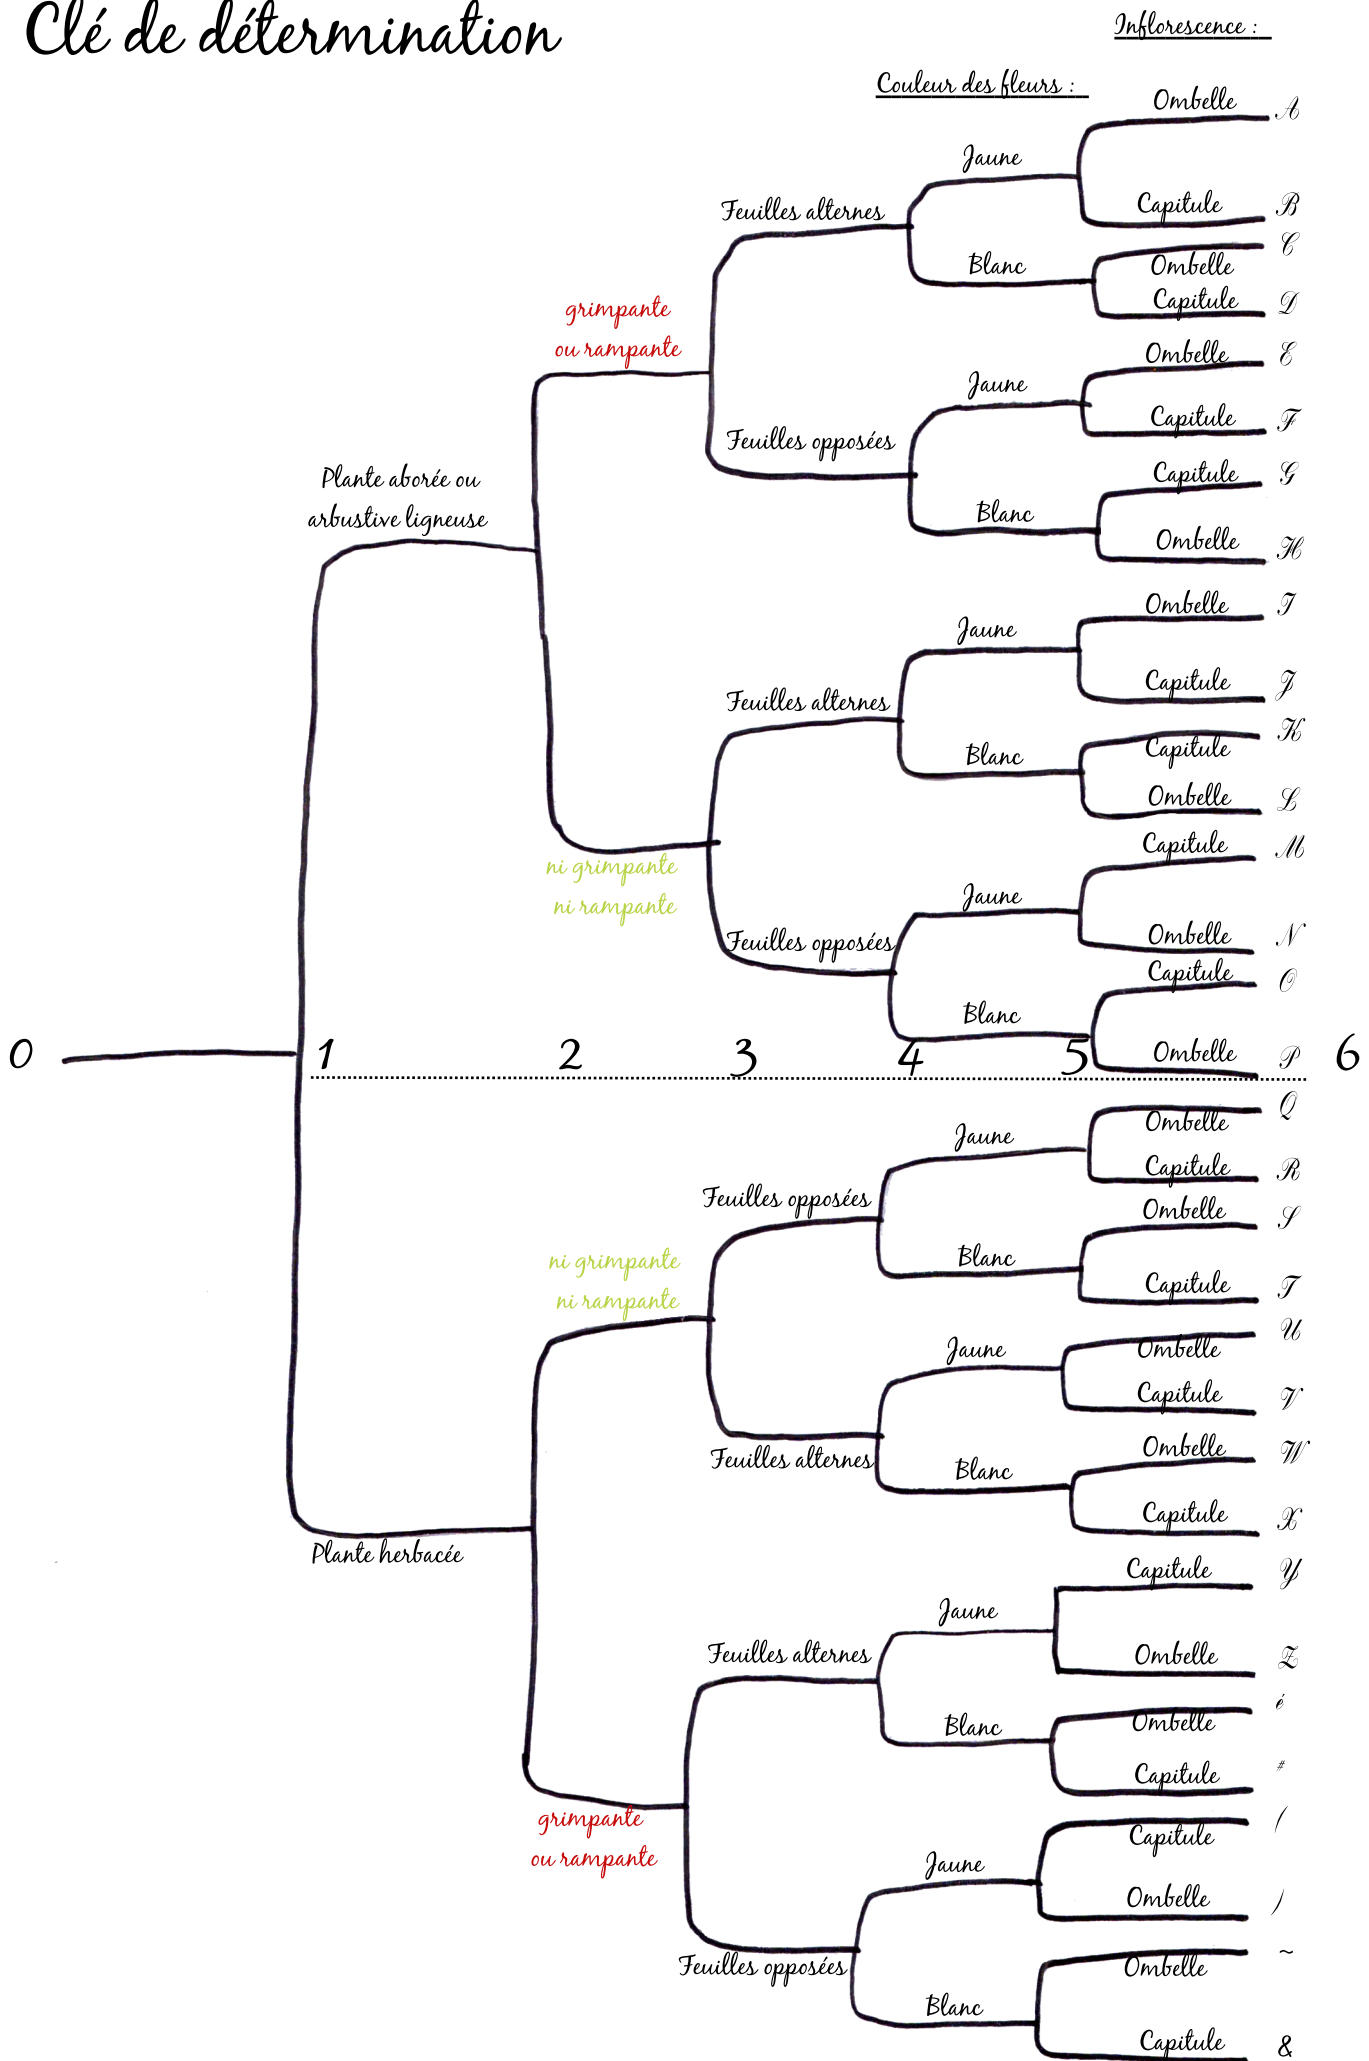 Clé de détermination
Inflorescence :
Couleur des fleurs :
Ombelle A
Jaune
Capitule B
Feuilles alternes
C
Blanc
Ombelle
Capitule D
grimpante
ou rampante
Ombelle E
Jaune
Capitule F
Feuilles opposées
Capitule G
Blanc
Ombelle H
Plante aborée ou
arbustive ligneuse
Ombelle I
Jaune
Capitule J
Feuilles alternes
K
Capitule
Blanc
Ombelle L
Capitule M
ni grimpante
ni rampante
Jaune
Ombelle N
Feuilles opposées
Capitule O
Blanc
Ombelle P
0 1 2 3 4 5 6
Q
Ombelle
Jaune
Capitule R
Feuilles opposées
Ombelle S
Blanc
Capitule T
ni grimpante
ni rampante
U
Ombelle
Jaune
Capitule V
Feuilles alternes
Ombelle W
Blanc
Capitule X
Plante herbacée
Capitule Y
Jaune
Ombelle Z
Feuilles alternes
é
Ombelle
Blanc
Capitule #
grimpante
ou rampante
(
Capitule
Jaune
Ombelle )
Feuilles opposées
~
Ombelle
Blanc
Capitule &